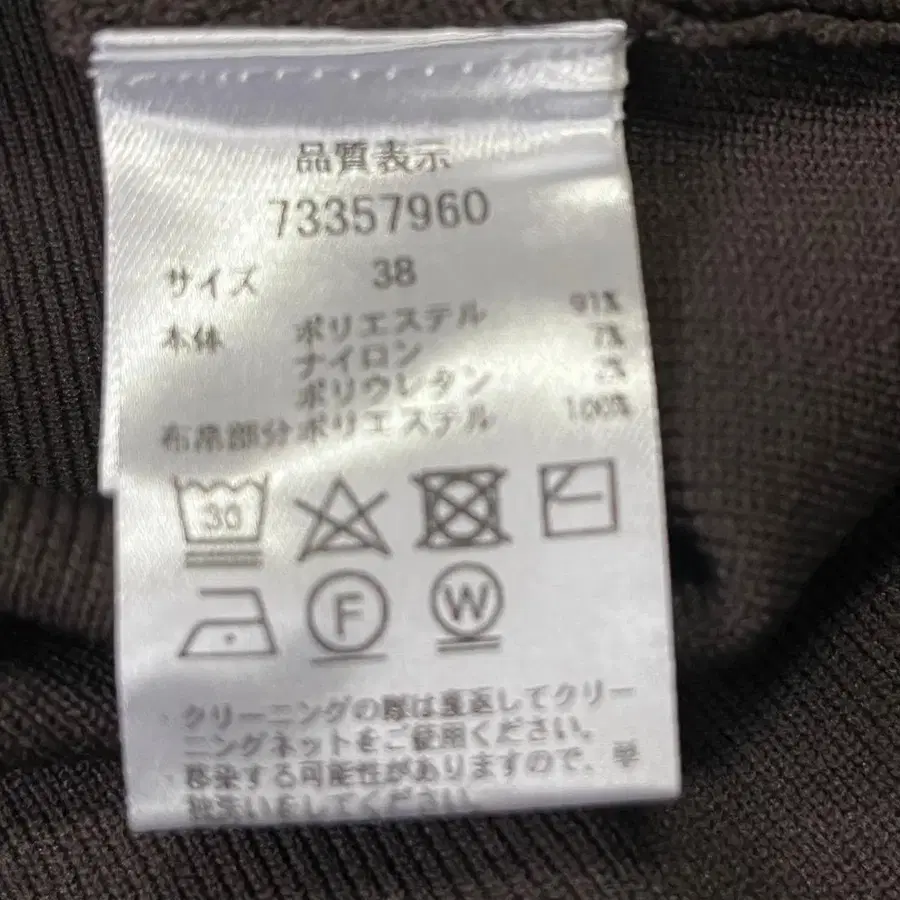 品質表示
73357960
サイズ 38
本体 ポリエステル 91%
ナイロン 7%
ポリウレタン 2%
布帛部分 ポリエステル 100%
30
F W
クリーニングの際は裏返してクリー
ニングネットをご使用ください。
移染する可能性がありますので、単
独洗いをしてください。